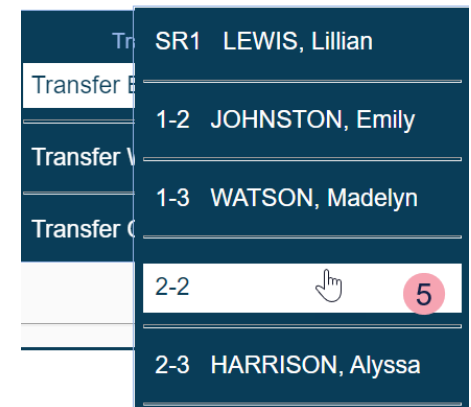 Tr
Transfer
Transfer
Transfer
SR1 LEWIS, Lillian
1-2 JOHNSTON, Emily
1-3 WATSON, Madelyn
2-2
5
2-3 HARRISON, Alyssa